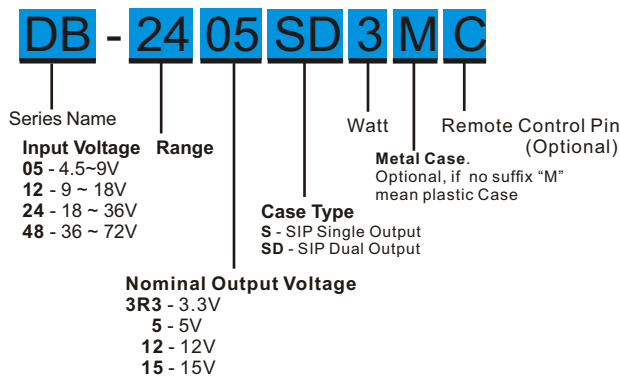 DB - 24 05 SD 3 M C
Series Name
Input Voltage Range
05 - 4.5~9V
12 - 9 ~ 18V
24 - 18 ~ 36V
48 - 36 ~ 72V
Watt
Remote Control Pin
(Optional)
Metal Case.
Optional, if no suffix “M”
mean plastic Case
Case Type
S - SIP Single Output
SD - SIP Dual Output
Nominal Output Voltage
3R3 - 3.3V
5 - 5V
12 - 12V
15 - 15V